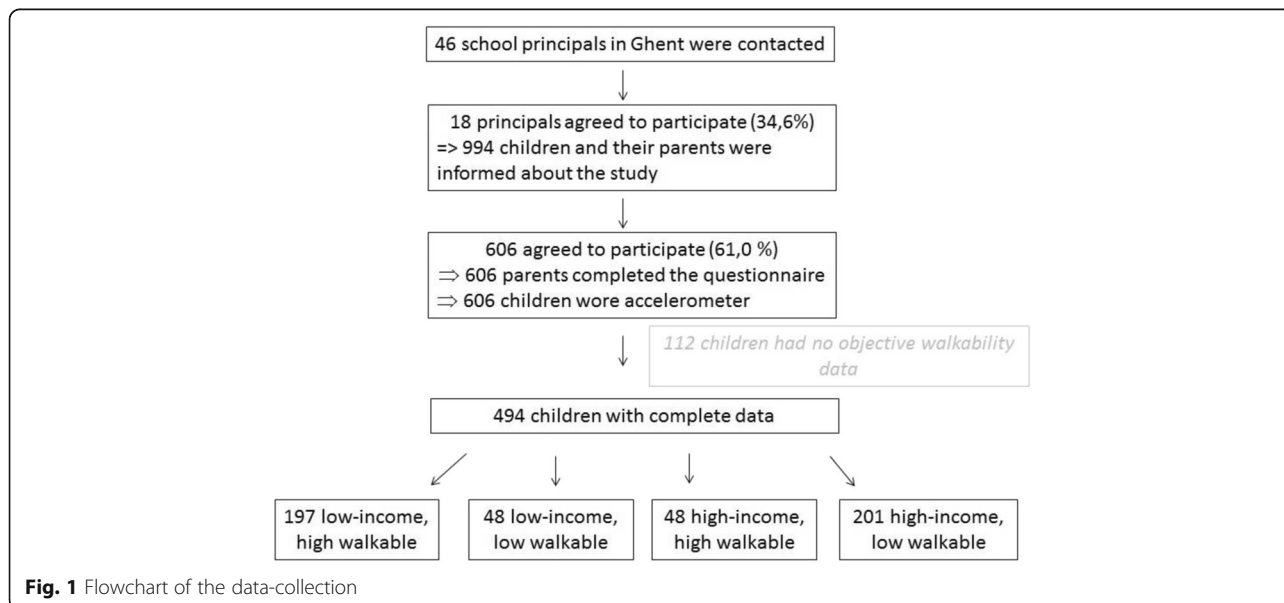 46 school principals in Ghent were contacted
18 principals agreed to participate (34,6%)
=> 994 children and their parents were
informed about the study
606 agreed to participate (61,0 %)
⇒ 606 parents completed the questionnaire
⇒ 606 children wore accelerometer
112 children had no objective walkability
data
494 children with complete data
197 low-income,
high walkable
48 low-income,
low walkable
48 high-income,
high walkable
201 high-income,
low walkable
Fig. 1 Flowchart of the data-collection